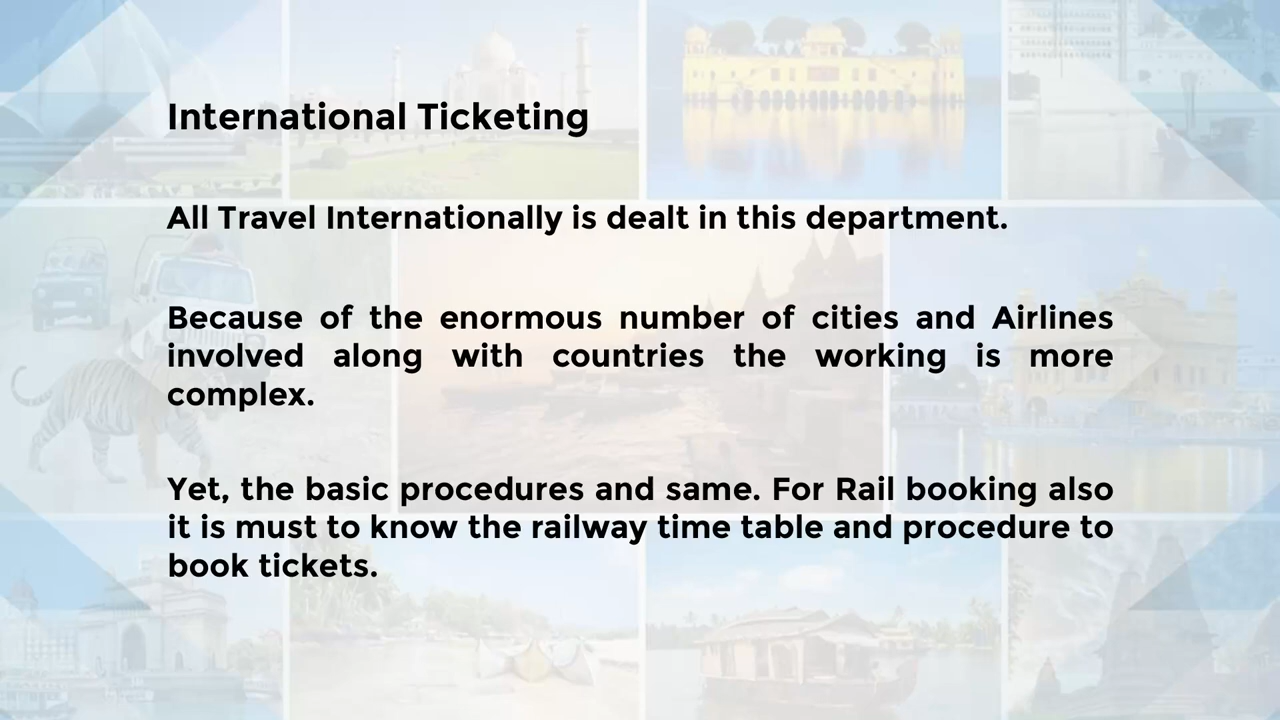 International Ticketing
All Travel Internationally is dealt in this department.
Because of the enormous number of cities and Airlines
involved along with countries the working is more
complex.
Yet, the basic procedures and same. For Rail booking also
it is must to know the railway time table and procedure to
book tickets.